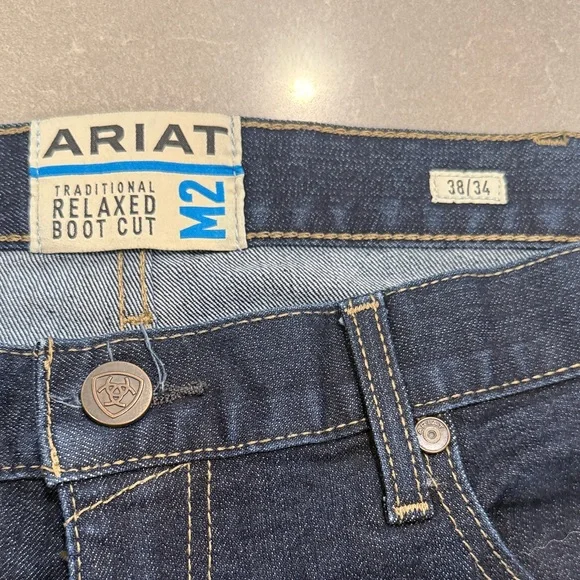 ARIAT
TRADITIONAL
RELAXED
BOOT CUT
M2
38/34